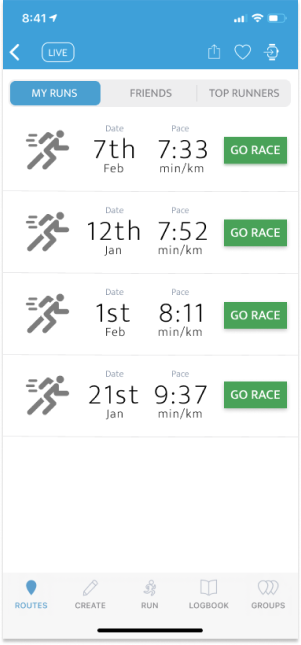 8:41
LIVE
MY RUNS FRIENDS TOP RUNNERS
Date Pace
7th 7:33 GO RACE
Feb min/km
Date Pace
12th 7:52 GO RACE
Jan min/km
Date Pace
1st 8:11 GO RACE
Feb min/km
Date Pace
21st 9:37 GO RACE
Jan min/km
ROUTES CREATE RUN LOGBOOK GROUPS